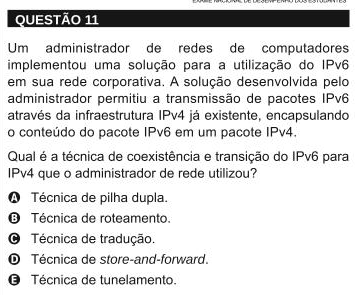 EXAME NACIONAL DE DESEMPENHO DOS ESTUDANTES
QUESTÃO 11
Um administrador de redes de computadores
implementou uma solução para a utilização do IPv6
em sua rede corporativa. A solução desenvolvida pelo
administrador permitiu a transmissão de pacotes IPv6
através da infraestrutura IPv4 já existente, encapsulando
o conteúdo do pacote IPv6 em um pacote IPv4.
Qual é a técnica de coexistência e transição do IPv6 para
IPv4 que o administrador de rede utilizou?
A Técnica de pilha dupla.
B Técnica de roteamento.
C Técnica de tradução.
D Técnica de store-and-forward.
E Técnica de tunelamento.